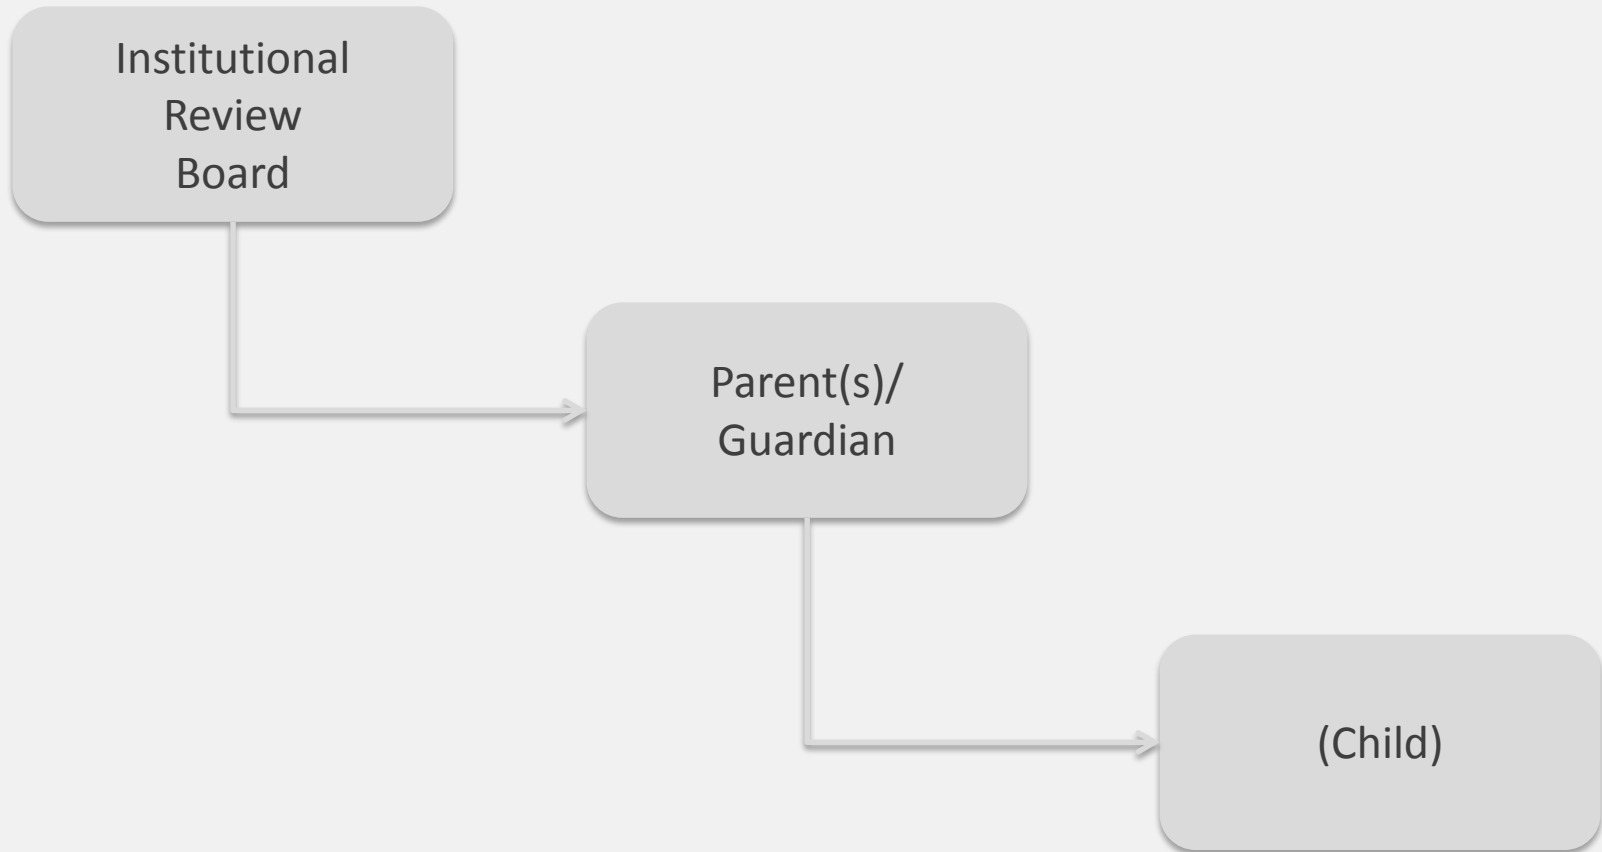 Institutional
Review
Board
Parent(s)/
Guardian
(Child)